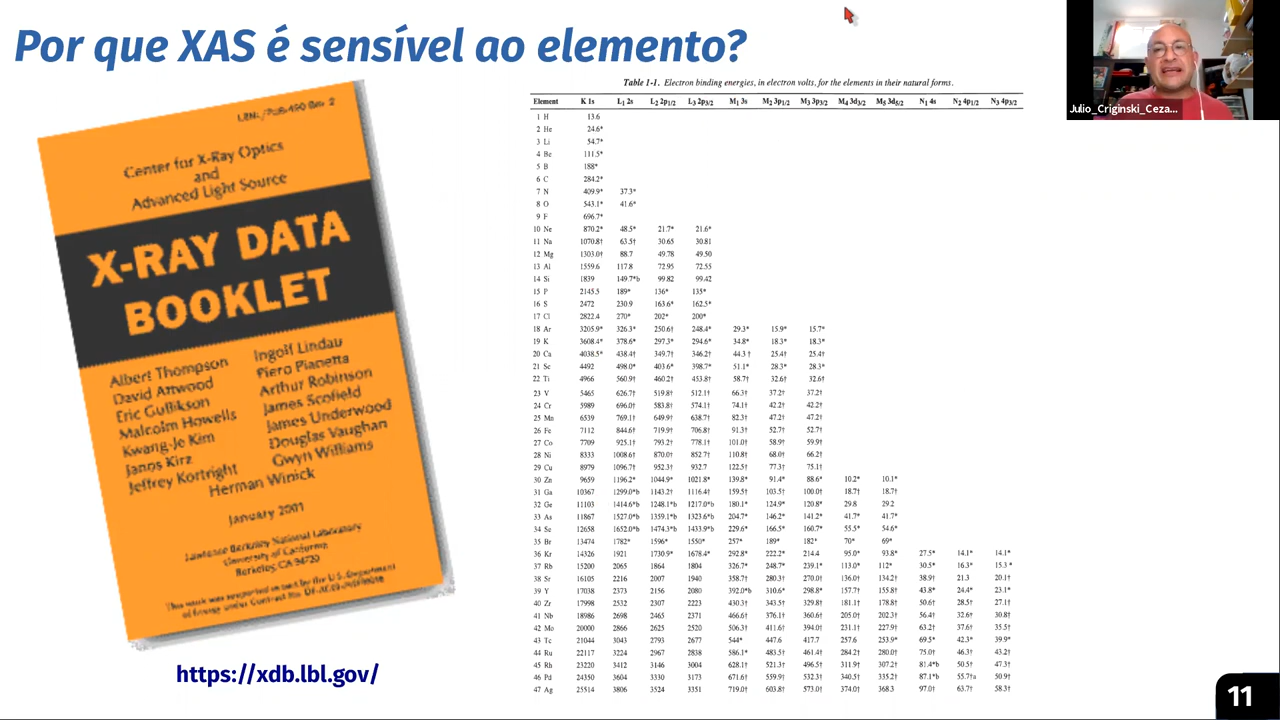 Por que XAS é sensível ao elemento?
Julio_Criginski_Ceza...
LBNL/PUB-490 Rev. 2
Center for X-Ray Optics
and
Advanced Light Source
X-RAY DATA
BOOKLET
Albert Thompson
David Attwood
Eric Gullikson
Malcolm Howells
Kwang-Je Kim
Janos Kirz
Jeffrey Kortright
Ingolf Lindau
Piero Pianetta
Arthur Robinson
James Scofield
James Underwood
Douglas Vaughan
Gwyn Williams
Herman Winick
January 2001
Lawrence Berkeley National Laboratory
University of California
Berkeley, CA 94720
This work was supported in part by the U.S. Department
of Energy under Contract No.
https://xdb.lbl.gov/
Table 1-1. Electron binding energies, in electron volts, for the elements in their natural forms.
Element K 1s L1 2s L2 2p1/2 L3 2p3/2 M1 3s M2 3p1/2 M3 3p3/2 M4 3d3/2 M5 3d5/2 N1 4s N2 4p1/2 N3 4p3/2
1 H 13.6
2 He 24.6*
3 Li 54.7*
4 Be 111.5*
5 B 188*
6 C 284.2*
7 N 409.9* 37.3*
8 O 543.1* 41.6*
9 F 696.7*
10 Ne 870.2* 48.5* 21.7* 21.6*
11 Na 1070.8† 63.5† 30.65 30.81
12 Mg 1303.0† 88.7 49.78 49.50
13 Al 1559.6 117.8 72.95 72.55
14 Si 1839 149.7*b 99.82 99.42
15 P 2145.5 189* 136* 135*
16 S 2472 230.9 163.6* 162.5*
17 Cl 2822.4 270* 202* 200*
18 Ar 3205.9* 326.3* 250.6† 248.4* 29.3* 15.9* 15.7*
19 K 3608.4* 378.6* 297.3* 294.6* 34.8* 18.3* 18.3*
20 Ca 4038.5* 438.4† 349.7† 346.2† 44.3 † 25.4† 25.4†
21 Sc 4492 498.0* 403.6* 398.7* 51.1* 28.3* 28.3*
22 Ti 4966 560.9† 460.2† 453.8† 58.7† 32.6† 32.6†
23 V 5465 626.7† 519.8† 512.1† 66.3† 37.2† 37.2†
24 Cr 5989 696.0† 583.8† 574.1† 74.1† 42.2† 42.2†
25 Mn 6539 769.1† 649.9† 638.7† 82.3† 47.2† 47.2†
26 Fe 7112 844.6† 719.9† 706.8† 91.3† 52.7† 52.7†
27 Co 7709 925.1† 793.2† 778.1† 101.0† 58.9† 59.9†
28 Ni 8333 1008.6† 870.0† 852.7† 110.8† 68.0† 66.2†
29 Cu 8979 1096.7† 952.3† 932.7 122.5† 77.3† 75.1†
30 Zn 9659 1196.2* 1044.9* 1021.8* 139.8* 91.4* 88.6* 10.2* 10.1*
31 Ga 10367 1299.0*b 1143.2† 1116.4† 159.5† 103.5† 100.0† 18.7† 18.7†
32 Ge 11103 1414.6*b 1248.1*b 1217.0*b 180.1* 124.9* 120.8* 29.8 29.2
33 As 11867 1527.0*b 1359.1*b 1323.6*b 204.7* 146.2* 141.2* 41.7* 41.7*
34 Se 12658 1652.0*b 1474.3*b 1433.9*b 229.6* 166.5* 160.7* 55.5* 54.6*
35 Br 13474 1782* 1596* 1550* 257* 189* 182* 70* 69*
36 Kr 14326 1921 1730.9* 1678.4* 292.8* 222.2* 214.4 95.0* 93.8* 27.5* 14.1* 14.1*
37 Rb 15200 2065 1864 1804 326.7* 248.7* 239.1* 113.0* 112* 30.5* 16.3* 15.3 *
38 Sr 16105 2216 2007 1940 358.7† 280.3† 270.0† 136.0† 134.2† 38.9† 21.3 20.1†
39 Y 17038 2373 2156 2080 392.0*b 310.6* 298.8* 157.7† 155.8† 43.8* 24.4* 23.1*
40 Zr 17998 2532 2307 2223 430.3† 343.5† 329.8† 181.1† 178.8† 50.6† 28.5† 27.1†
41 Nb 18986 2698 2465 2371 466.6† 376.1† 360.6† 205.0† 202.3† 56.4† 32.6† 30.8†
42 Mo 20000 2866 2625 2520 506.3† 411.6† 394.0† 231.1† 227.9† 63.2† 37.6† 35.5†
43 Tc 21044 3043 2793 2677 544* 447.6 417.7 257.6 253.9* 69.5* 42.3* 39.9*
44 Ru 22117 3224 2967 2838 586.1* 483.5† 461.4† 284.2† 280.0† 75.0† 46.3† 43.2†
45 Rh 23220 3412 3146 3004 628.1† 521.3† 496.5† 311.9† 307.2† 81.4*b 50.5† 47.3†
46 Pd 24350 3604 3330 3173 671.6† 559.9† 532.3† 340.5† 335.2† 87.1*b 55.7†a 50.9†
47 Ag 25514 3806 3524 3351 719.0† 603.8† 573.0† 374.0† 368.3 97.0† 63.7† 58.3†
11